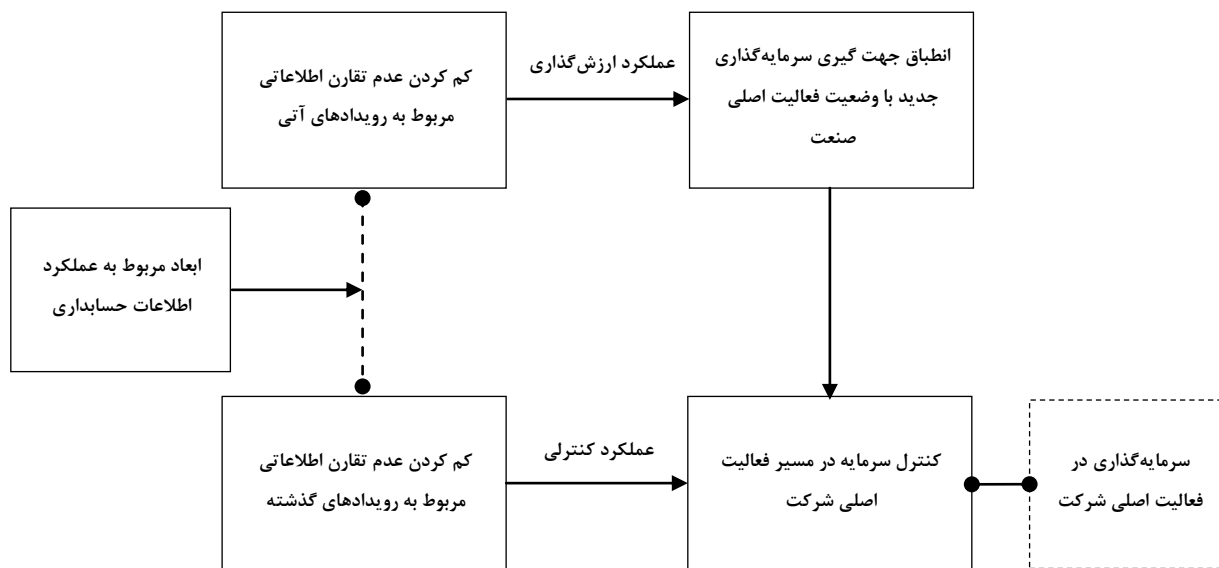 انطباق جهت گیری سرمایه‌گذاری
جدید با وضعیت فعالیت اصلی
صنعت
عملکرد ارزش‌گذاری
کم کردن عدم تقارن اطلاعاتی
مربوط به رویدادهای آتی
ابعاد مربوط به عملکرد
اطلاعات حسابداری
سرمایه‌گذاری در
فعالیت اصلی شرکت
کنترل سرمایه در مسیر فعالیت
اصلی شرکت
عملکرد کنترلی
کم کردن عدم تقارن اطلاعاتی
مربوط به رویدادهای گذشته